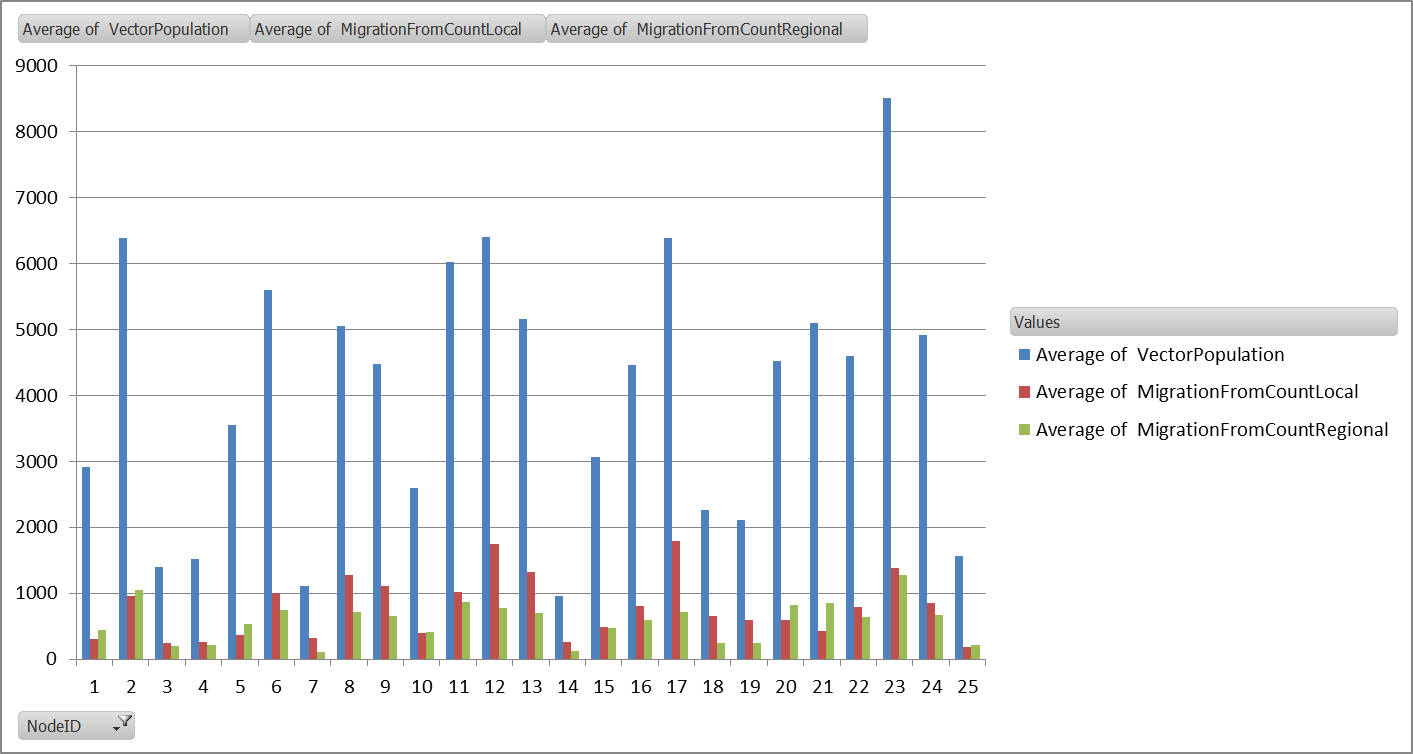 Average of  VectorPopulation Average of  MigrationFromCountLocal Average of  MigrationFromCountRegional
9000
8000
7000
6000
5000
4000
3000
2000
1000
0
1 2 3 4 5 6 7 8 9 10 11 12 13 14 15 16 17 18 19 20 21 22 23 24 25
Values
Average of  VectorPopulation
Average of  MigrationFromCountLocal
Average of  MigrationFromCountRegional
NodeID